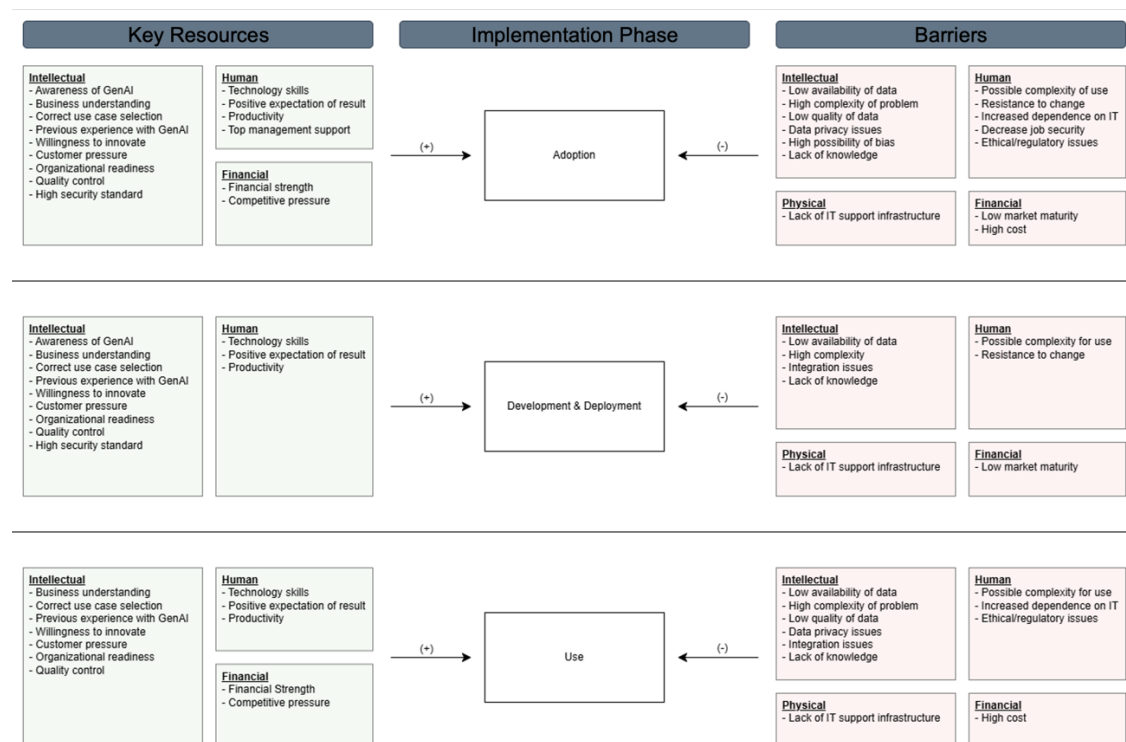 Key Resources
Implementation Phase
Barriers
Intellectual
- Awareness of GenAI
- Business understanding
- Correct use case selection
- Previous experience with GenAI
- Willingness to innovate
- Customer pressure
- Organizational readiness
- Quality control
- High security standard
Human
- Technology skills
- Positive expectation of result
- Productivity
- Top management support
Financial
- Financial strength
- Competitive pressure
(+)
Adoption
(-)
Intellectual
- Low availability of data
- High complexity of problem
- Low quality of data
- Data privacy issues
- High possibility of bias
- Lack of knowledge
Human
- Possible complexity of use
- Resistance to change
- Increased dependence on IT
- Decrease job security
- Ethical/regulatory issues
Physical
- Lack of IT support infrastructure
Financial
- Low market maturity
- High cost
Intellectual
- Awareness of GenAI
- Business understanding
- Correct use case selection
- Previous experience with GenAI
- Willingness to innovate
- Customer pressure
- Organizational readiness
- Quality control
- High security standard
Human
- Technology skills
- Positive expectation of result
- Productivity
(+)
Development & Deployment
(-)
Intellectual
- Low availability of data
- High complexity
- Integration issues
- Lack of knowledge
Human
- Possible complexity for use
- Resistance to change
Physical
- Lack of IT support infrastructure
Financial
- Low market maturity
Intellectual
- Business understanding
- Correct use case selection
- Previous experience with GenAI
- Willingness to innovate
- Customer pressure
- Organizational readiness
- Quality control
Human
- Technology skills
- Positive expectation of result
- Productivity
Financial
- Financial Strength
- Competitive pressure
(+)
Use
(-)
Intellectual
- Low availability of data
- High complexity of problem
- Low quality of data
- Data privacy issues
- Integration issues
- Lack of knowledge
Human
- Possible complexity for use
- Increased dependence on IT
- Ethical/regulatory issues
Physical
- Lack of IT support infrastructure
Financial
- High cost